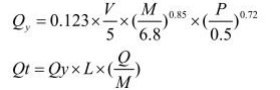 Q_y = 0.123 × V/5 × (M/6.8)^0.85 × (P/0.5)^0.72
Qt = Qy × L × (Q/M)